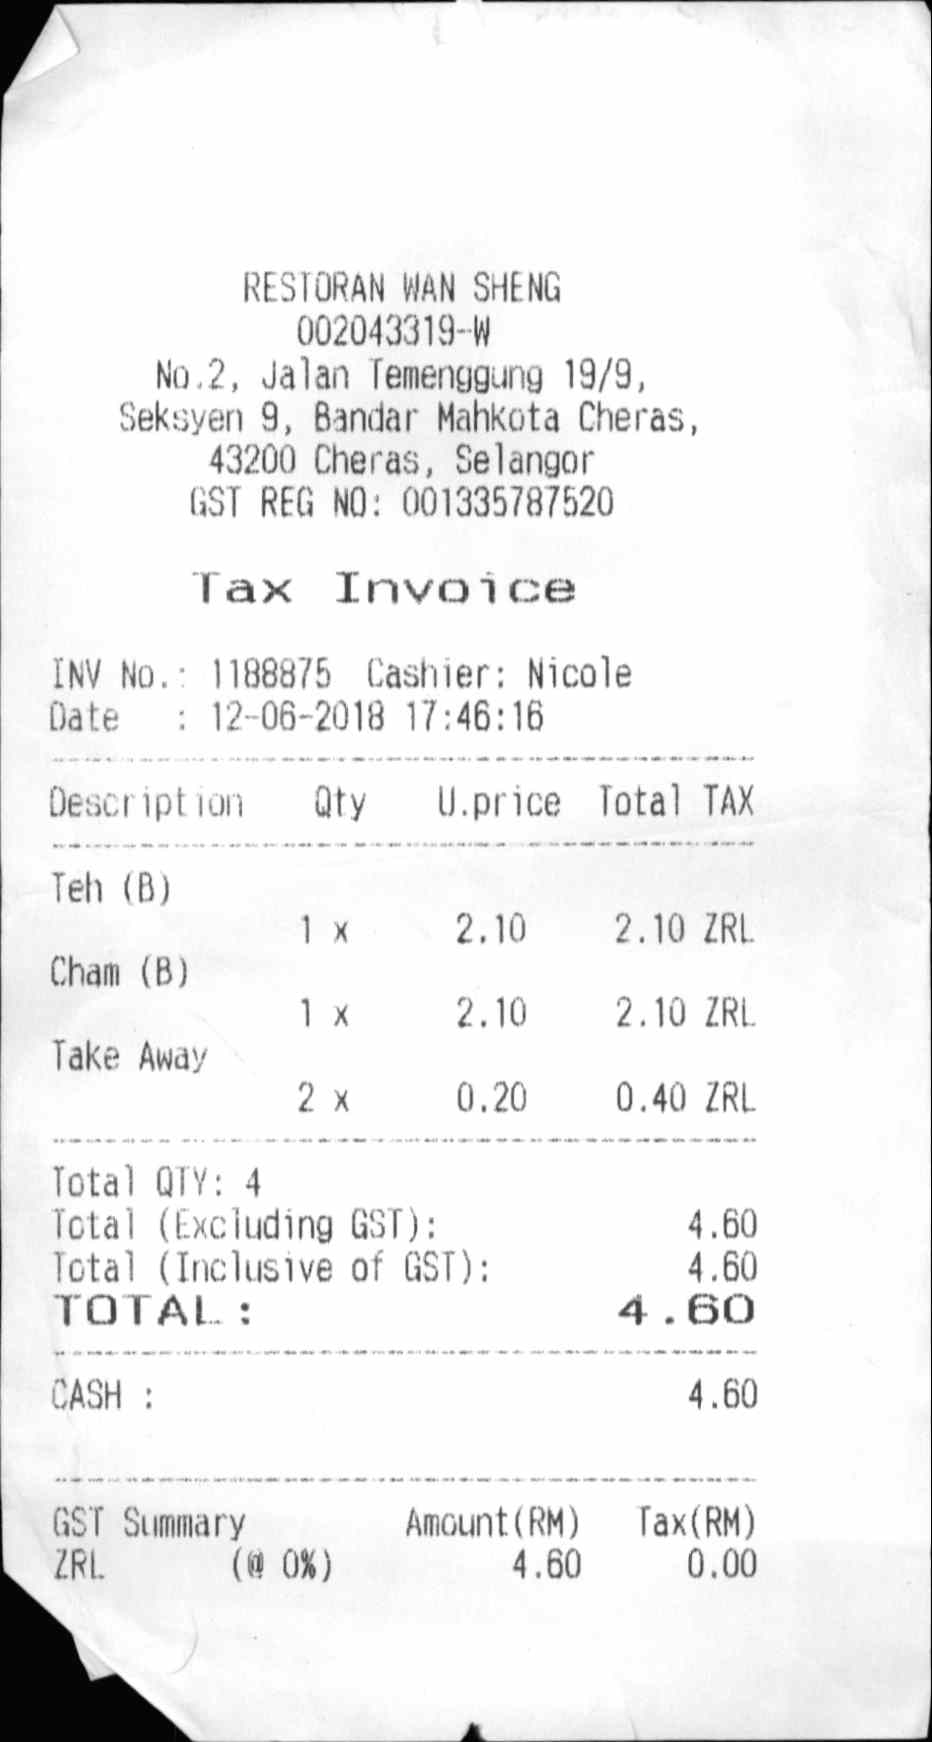 RESTORAN WAN SHENG
002043319-W
No.2, Jalan Temenggung 19/9,
Seksyen 9, Bandar Mahkota Cheras,
43200 Cheras, Selangor
GST REG NO: 001335787520
Tax Invoice
INV No.: 1188875 Cashier: Nicole
Date : 12-06-2018 17:46:16
Description Qty U.price Total TAX
Teh (B)
1 x 2.10 2.10 ZRL
Cham (B)
1 x 2.10 2.10 ZRL
Take Away
2 x 0.20 0.40 ZRL
Total QTY: 4
Total (Excluding GST): 4.60
Total (Inclusive of GST): 4.60
TOTAL: 4.60
CASH : 4.60
GST Summary Amount(RM) Tax(RM)
ZRL (@ 0%) 4.60 0.00